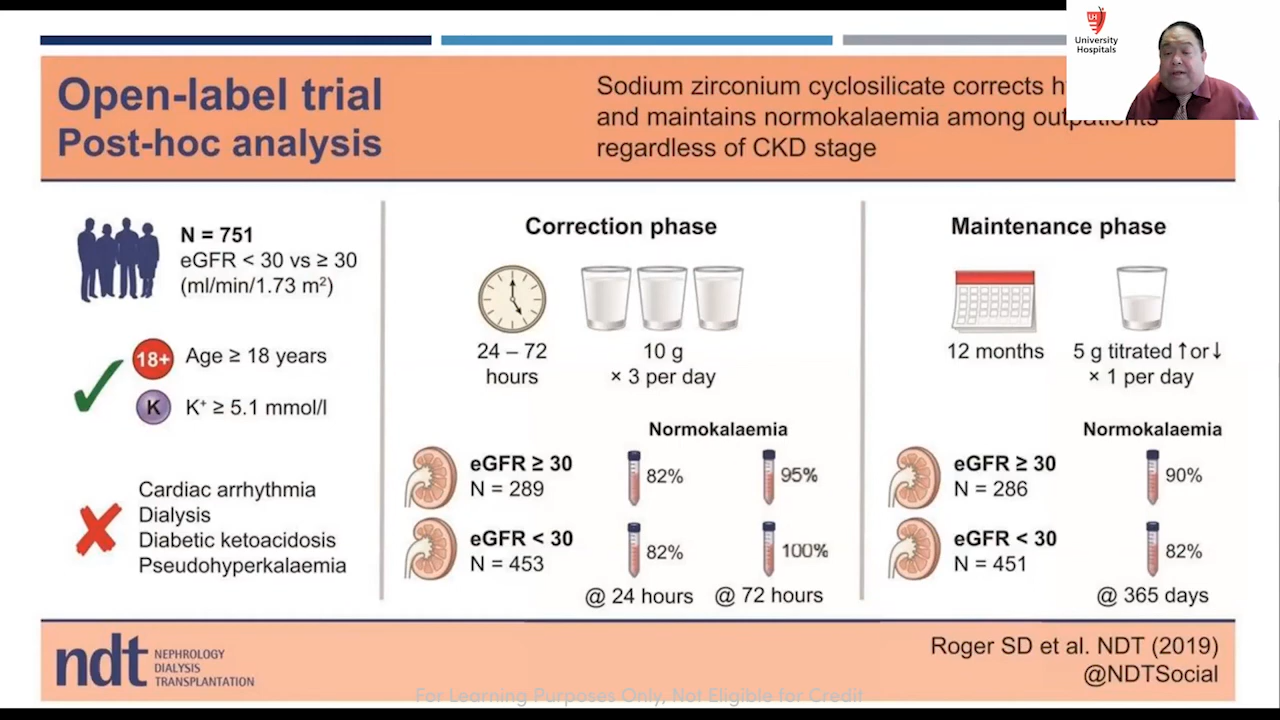 University
Hospitals
Open-label trial
Post-hoc analysis
Sodium zirconium cyclosilicate corrects
and maintains normokalaemia among outpatients
regardless of CKD stage
N = 751
eGFR < 30 vs ≥ 30
(ml/min/1.73 m²)
18+ Age ≥ 18 years
K K⁺ ≥ 5.1 mmol/l
Cardiac arrhythmia
Dialysis
Diabetic ketoacidosis
Pseudohyperkalaemia
Correction phase
24 – 72
hours
10 g
× 3 per day
Normokalaemia
eGFR ≥ 30
N = 289
82%
95%
eGFR < 30
N = 453
82%
100%
@ 24 hours
@ 72 hours
Maintenance phase
12 months
5 g titrated ↑or↓
× 1 per day
Normokalaemia
eGFR ≥ 30
N = 286
90%
eGFR < 30
N = 451
82%
@ 365 days
ndt
NEPHROLOGY
DIALYSIS
TRANSPLANTATION
Roger SD et al. NDT (2019)
@NDTSocial
For Learning Purposes Only, Not Eligible for Credit